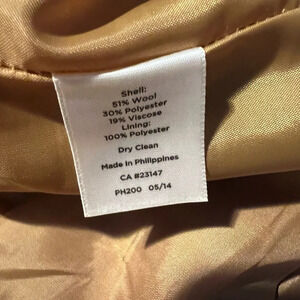 Shell:
51% Wool
30% Polyester
19% Viscose
Lining:
100% Polyester
Dry Clean
Made in Philippines
CA #23147
PH200 05/14